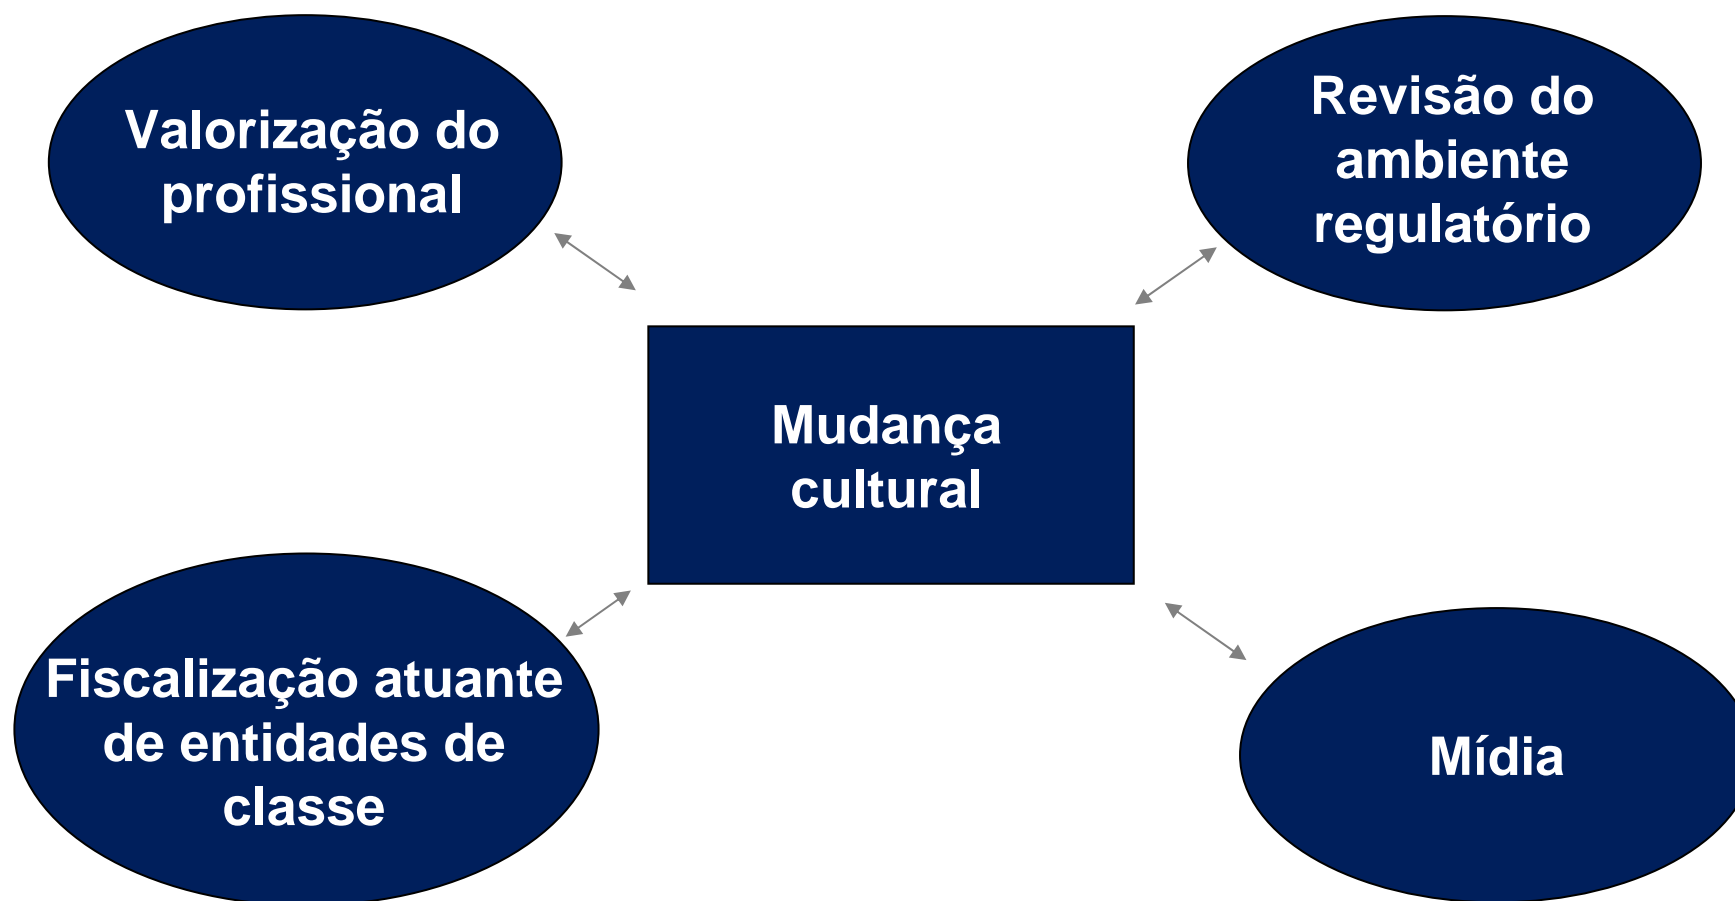 Valorização do
profissional
Revisão do
ambiente
regulatório
Mudança
cultural
Fiscalização atuante
de entidades de
classe
Mídia